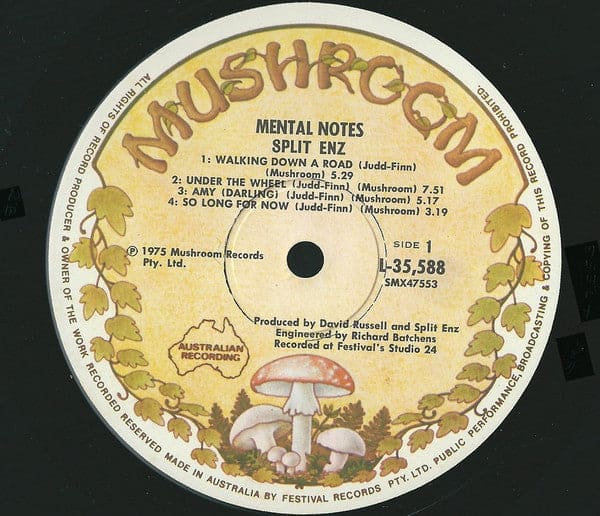 MUSHROOM
MENTAL NOTES
SPLIT ENZ
1: WALKING DOWN A ROAD (Judd-Finn)
(Mushroom) 5.29
2: UNDER THE WHEEL (Judd-Finn) (Mushroom) 7.51
3: AMY (DARLING) (Judd-Finn) (Mushroom) 5.17
4: SO LONG FOR NOW (Judd-Finn) (Mushroom) 3.19
℗ 1975 Mushroom Records
Pty. Ltd.
SIDE 1
L-35,588
SMX47553
Produced by David Russell and Split Enz
Engineered by Richard Batchens
Recorded at Festival's Studio 24
AUSTRALIAN
RECORDING
ALL RIGHTS OF RECORD PRODUCER & OWNER OF THE WORK RECORDED RESERVED MADE IN AUSTRALIA BY FESTIVAL RECORDS PTY. LTD. PUBLIC PERFORMANCE, BROADCASTING & COPYING OF THIS RECORD PROHIBITED.